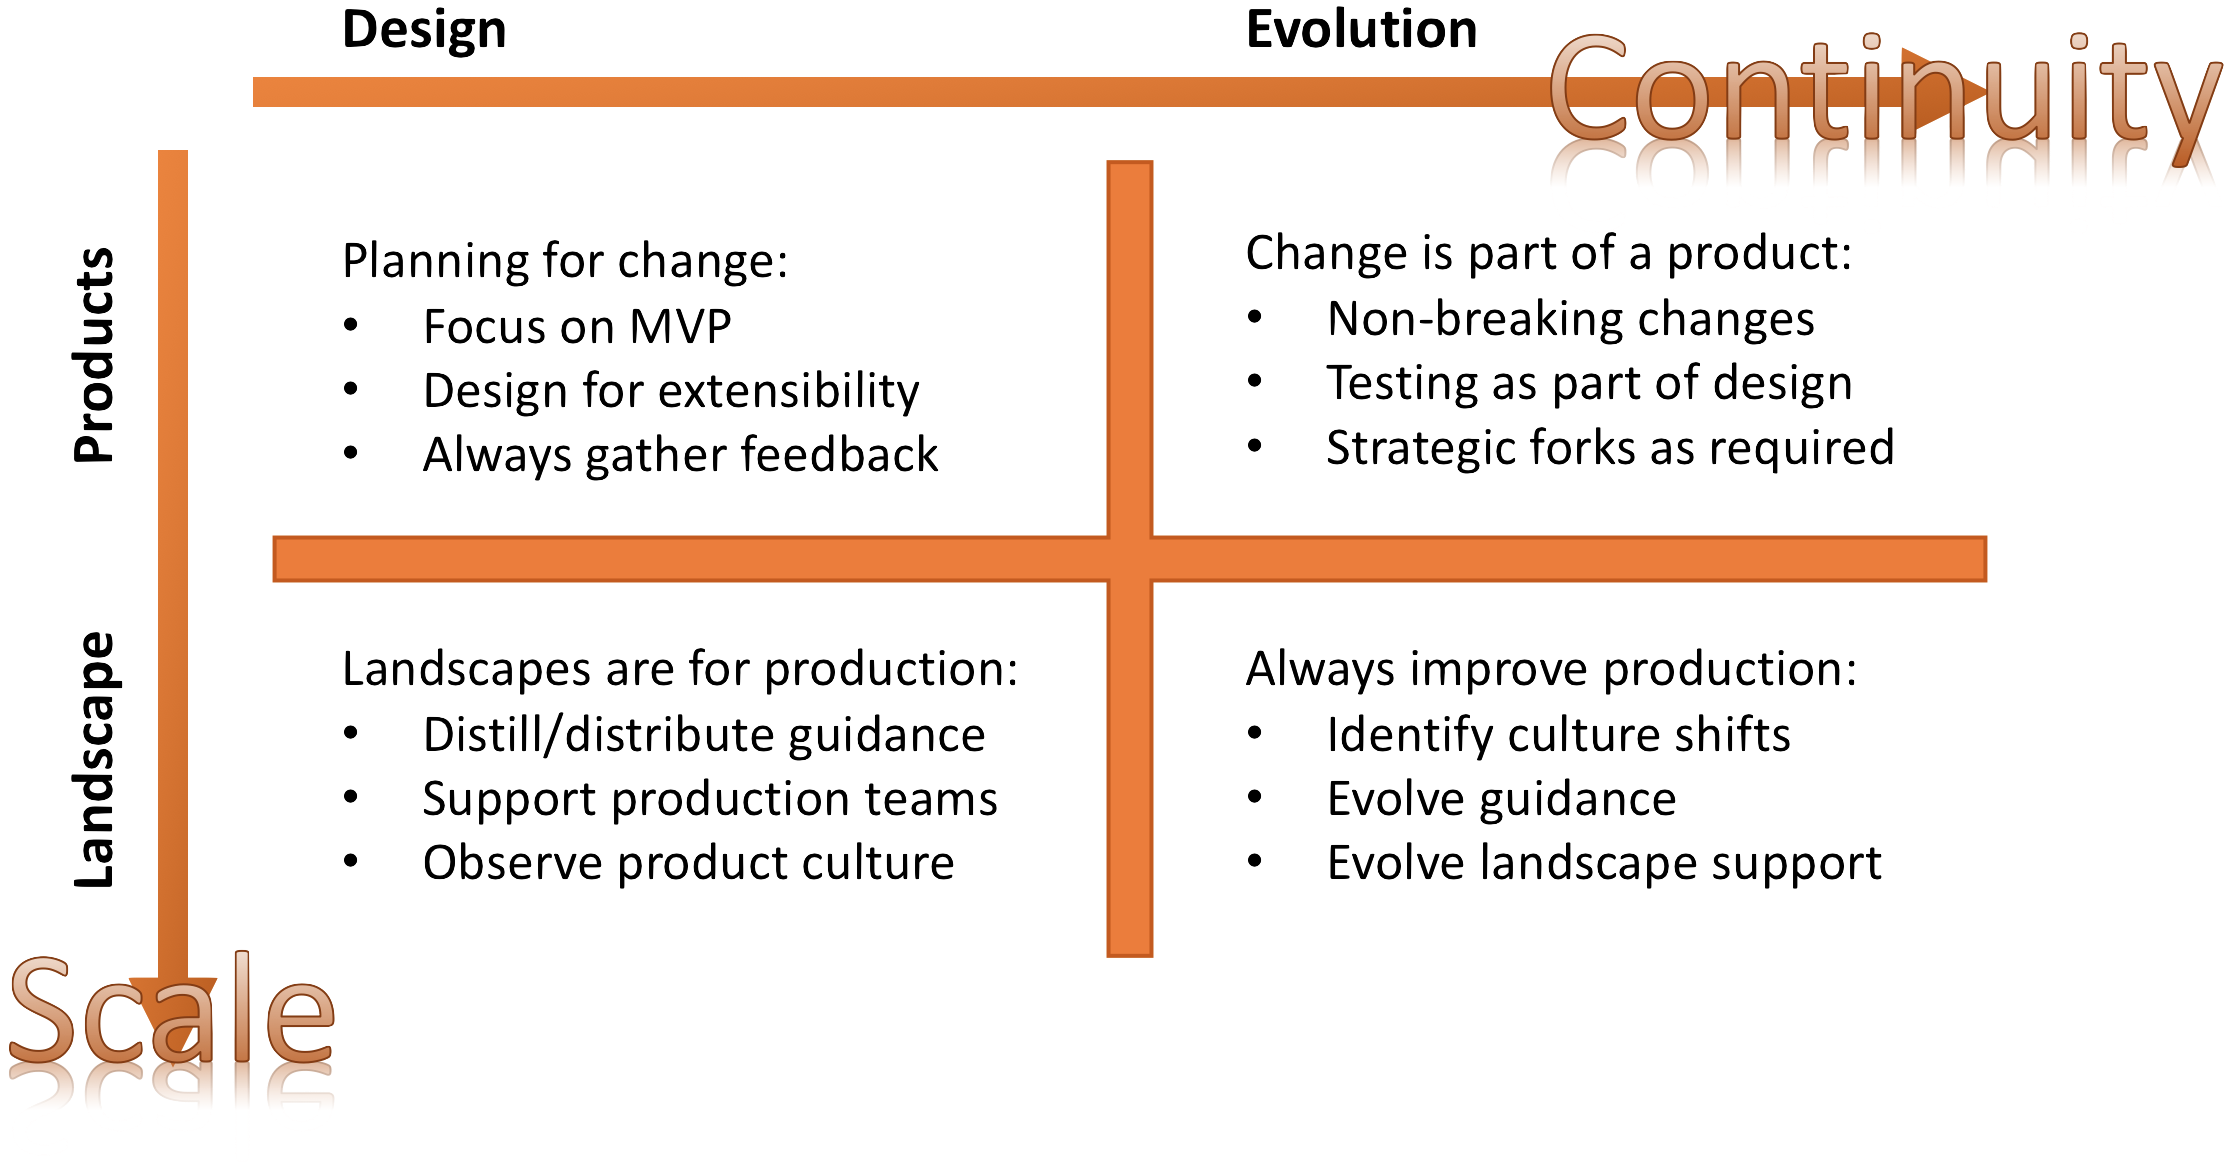 Design
Evolution
Continuity
Products
Planning for change:
• Focus on MVP
• Design for extensibility
• Always gather feedback
Change is part of a product:
• Non-breaking changes
• Testing as part of design
• Strategic forks as required
Landscape
Landscapes are for production:
• Distill/distribute guidance
• Support production teams
• Observe product culture
Always improve production:
• Identify culture shifts
• Evolve guidance
• Evolve landscape support
Scale